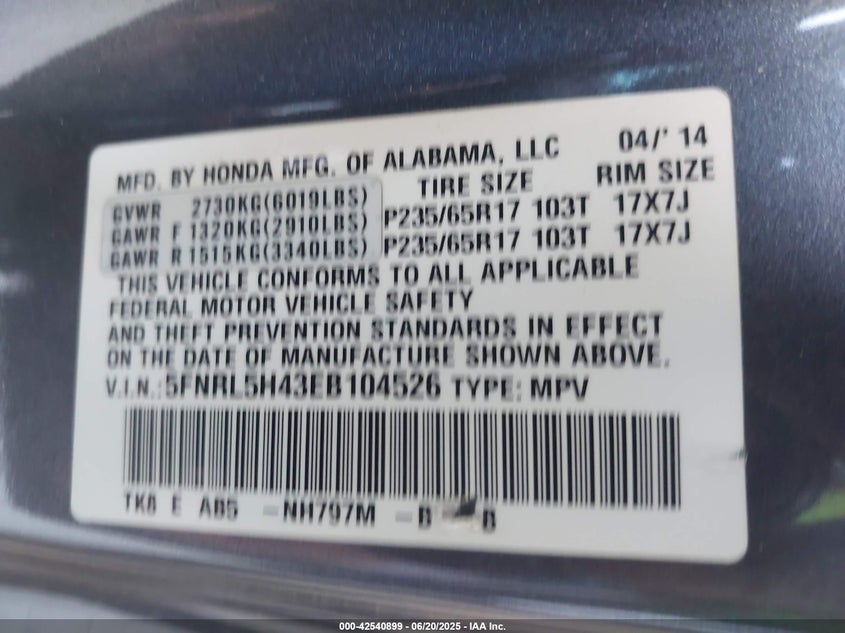 MFD. BY HONDA MFG. OF ALABAMA, LLC 04/' 14
TIRE SIZE RIM SIZE
GVWR 2730KG(6019LBS)
GAWR F 1320KG(2910LBS) P235/65R17 103T 17X7J
GAWR R 1515KG(3340LBS) P235/65R17 103T 17X7J
THIS VEHICLE CONFORMS TO ALL APPLICABLE
FEDERAL MOTOR VEHICLE SAFETY
AND THEFT PREVENTION STANDARDS IN EFFECT
ON THE DATE OF MANUFACTURE SHOWN ABOVE.
V.I.N.: 5FNRL5H43EB104526 TYPE: MPV
TK8 E AB5 -NH797M -B B
000-42540899 - 06/20/2025 - IAA Inc.